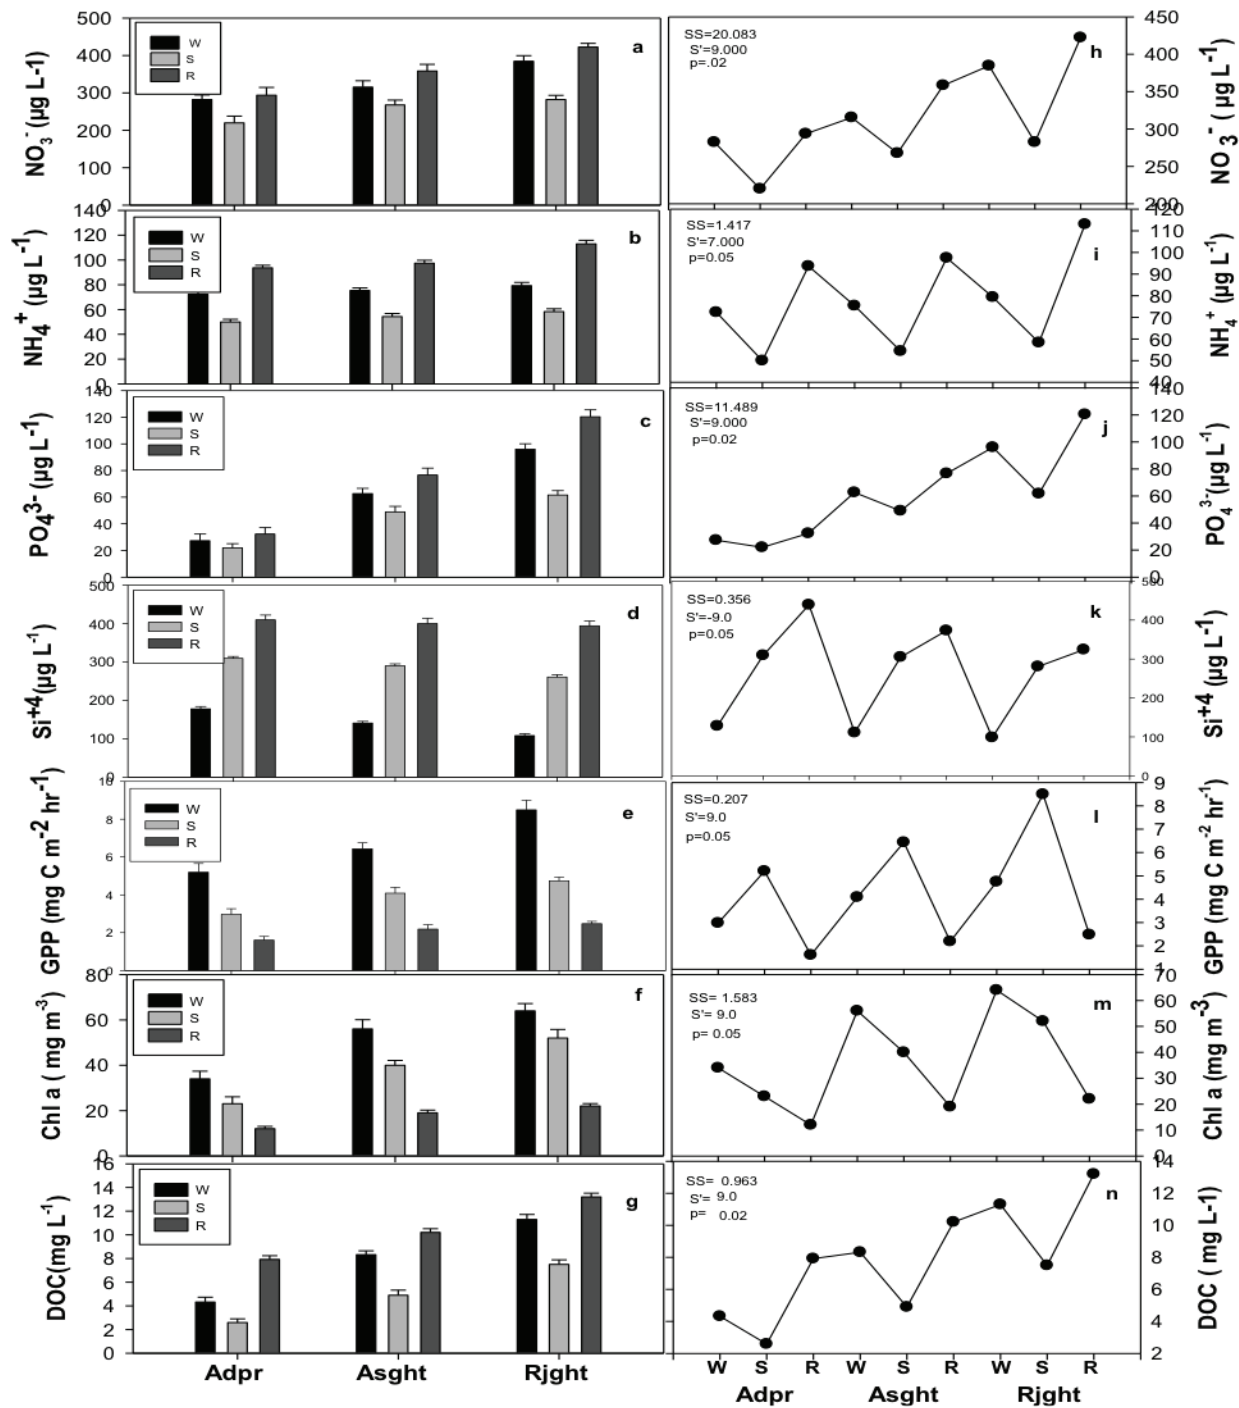 500
400
300
200
100
0
NO3- (µg L-1)
W
S
R
a
SS=20.083
S'=9.000
p=.02
h
450
400
350
300
250
200
NO3- ( µg L-1)
140
120
100
80
60
40
20
0
NH4+ (µg L-1)
W
S
R
b
SS=1.417
S'=7.000
p=0.05
i
120
100
90
80
70
60
50
40
NH4+ (µg L-1)
140
120
100
80
60
40
20
0
PO43- (µg L-1)
W
S
R
c
SS=11.489
S'=9.000
p=0.02
j
140
120
100
80
60
40
20
0
PO43-(µg L-1)
500
400
300
200
100
0
Si+4(µg L-1)
W
S
R
d
SS=0.356
S'=-9.0
p=0.05
k
500
400
300
200
100
0
Si+4 (µg L-1)
10
8
6
4
2
0
GPP (mg C m-2 hr-1)
W
S
R
e
SS=0.207
S'=9.0
p=0.05
l
9
8
7
6
5
4
3
2
1
GPP (mg C m-2 hr-1)
80
60
40
20
0
Chl a ( mg m-3)
W
S
R
f
SS= 1.583
S'= 9.0
p= 0.05
m
70
60
50
40
30
20
10
0
Chl a (mg m-3)
16
14
12
10
8
6
4
2
0
DOC(mg L-1)
W
S
R
g
SS= 0.963
S'= 9.0
p= 0.02
n
14
12
10
8
6
4
2
DOC ( mg L-1)
Adpr Asght Rjght
W S R W S R W S R
Adpr Asght Rjght